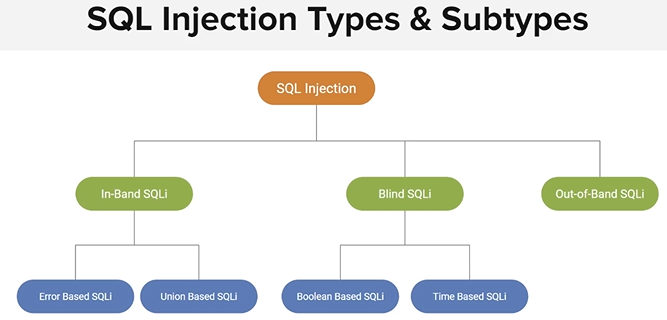 SQL Injection Types & Subtypes
SQL Injection
In-Band SQLi
Blind SQLi
Out-of-Band SQLi
Error Based SQLi
Union Based SQLi
Boolean Based SQLi
Time Based SQLi